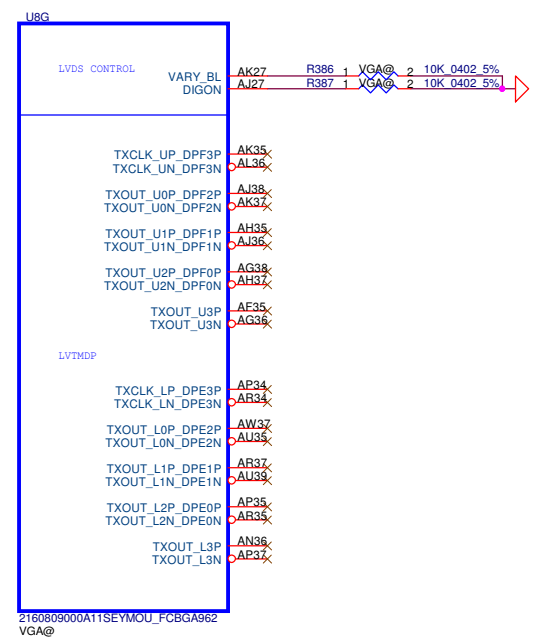 U8G
LVDS CONTROL
VARY_BL AK27 R386 1 VGA@ 2 10K_0402_5%
DIGON AJ27 R387 1 VGA@ 2 10K_0402_5%
TXCLK_UP_DPF3P AK35
TXCLK_UN_DPF3N AL36
TXOUT_U0P_DPF2P AJ38
TXOUT_U0N_DPF2N AK37
TXOUT_U1P_DPF1P AH35
TXOUT_U1N_DPF1N AJ36
TXOUT_U2P_DPF0P AG38
TXOUT_U2N_DPF0N AH37
TXOUT_U3P AF35
TXOUT_U3N AG36
LVTMDP
TXCLK_LP_DPE3P AP34
TXCLK_LN_DPE3N AR34
TXOUT_L0P_DPE2P AW37
TXOUT_L0N_DPE2N AU35
TXOUT_L1P_DPE1P AR37
TXOUT_L1N_DPE1N AU39
TXOUT_L2P_DPE0P AP35
TXOUT_L2N_DPE0N AR35
TXOUT_L3P AN36
TXOUT_L3N AP37
2160809000A11SEYMOU_FCBGA962
VGA@